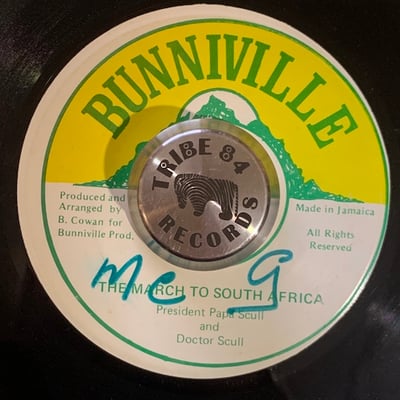 BUNNIVILLE
TRIBE 84
RECORDS
Produced and
Arranged by
B. Cowan for
Bunniville Prod.
Made in Jamaica
All Rights
Reserved
Mc G
THE MARCH TO SOUTH AFRICA
President Papa Scull
and
Doctor Scull